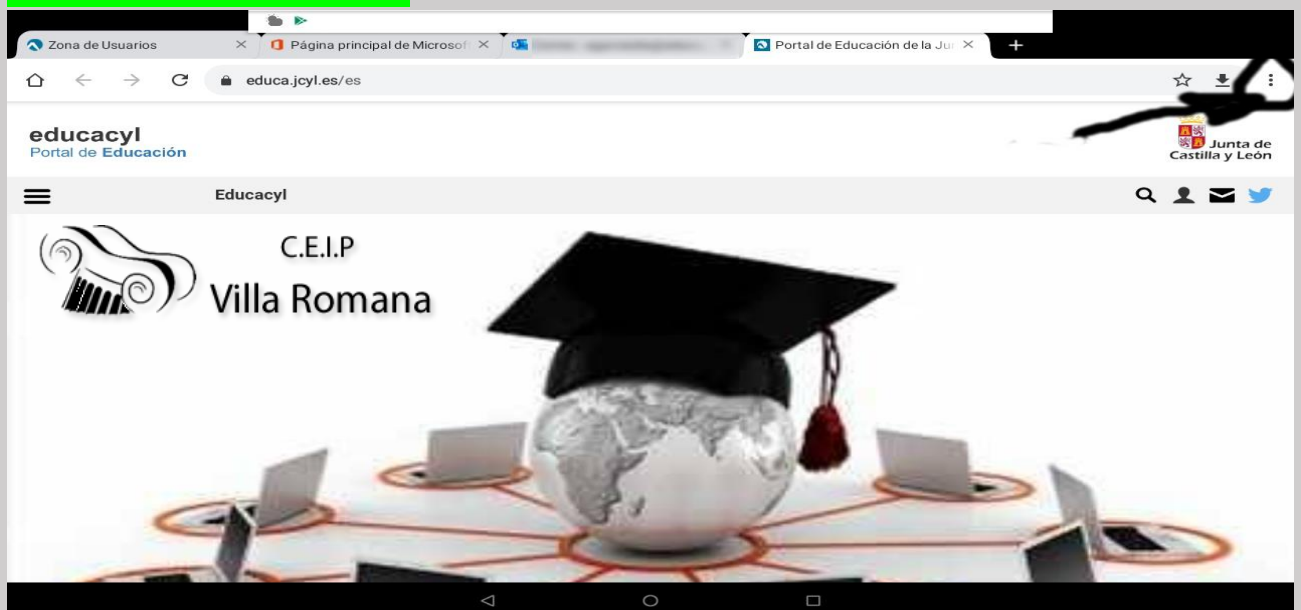 Zona de Usuarios
Página principal de Microsof
Portal de Educación de la Ju
educa.jcyl.es/es
educacyl
Portal de Educación
Junta de
Castilla y León
Educacyl
C.E.I.P
Villa Romana